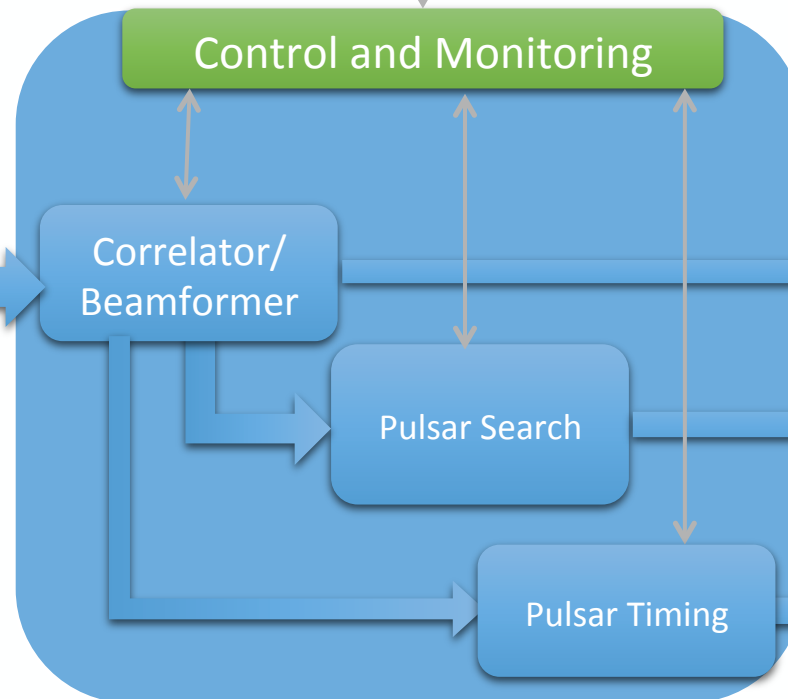 Control and Monitoring
Correlator/
Beamformer
Pulsar Search
Pulsar Timing